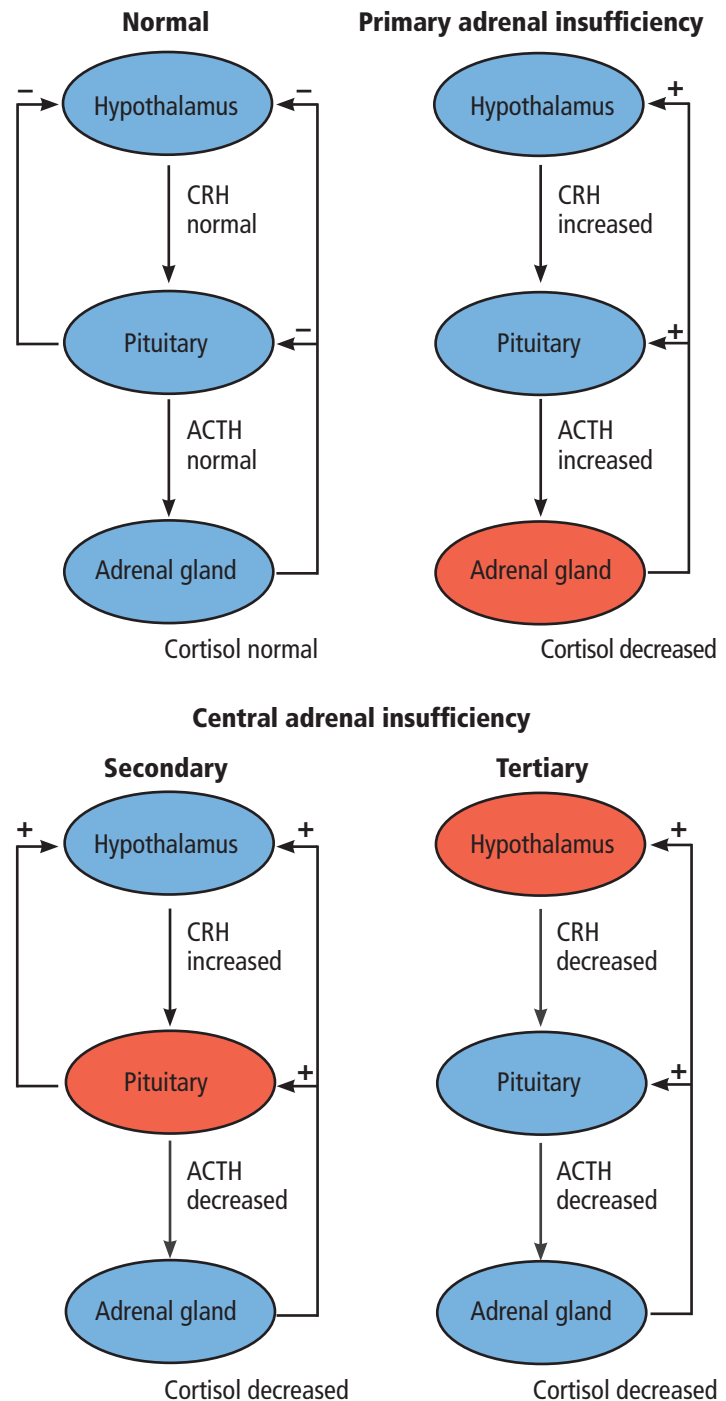 Normal
−
−
Hypothalamus
CRH
normal
−
Pituitary
ACTH
normal
Adrenal gland
Cortisol normal
Primary adrenal insufficiency
+
Hypothalamus
CRH
increased
+
Pituitary
ACTH
increased
Adrenal gland
Cortisol decreased
Central adrenal insufficiency
Secondary
+
+
Hypothalamus
CRH
increased
+
Pituitary
ACTH
decreased
Adrenal gland
Cortisol decreased
Tertiary
+
Hypothalamus
CRH
decreased
+
Pituitary
ACTH
decreased
Adrenal gland
Cortisol decreased